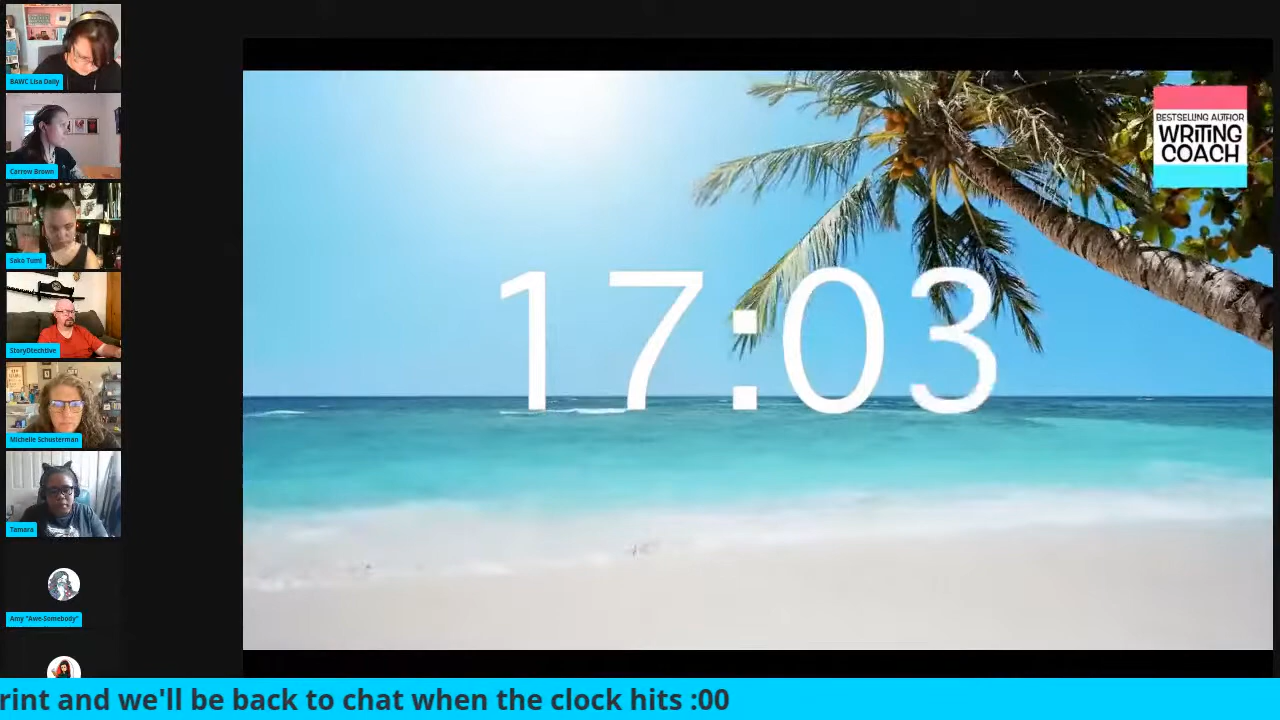 BAWC Lisa Daily
Carrow Brown
Sako Tumi
StoryDtechtive
Michelle Schusterman
Tamara
Amy "Awe-Somebody"
17:03
BESTSELLING AUTHOR
WRITING
COACH
rint and we'll be back to chat when the clock hits :00